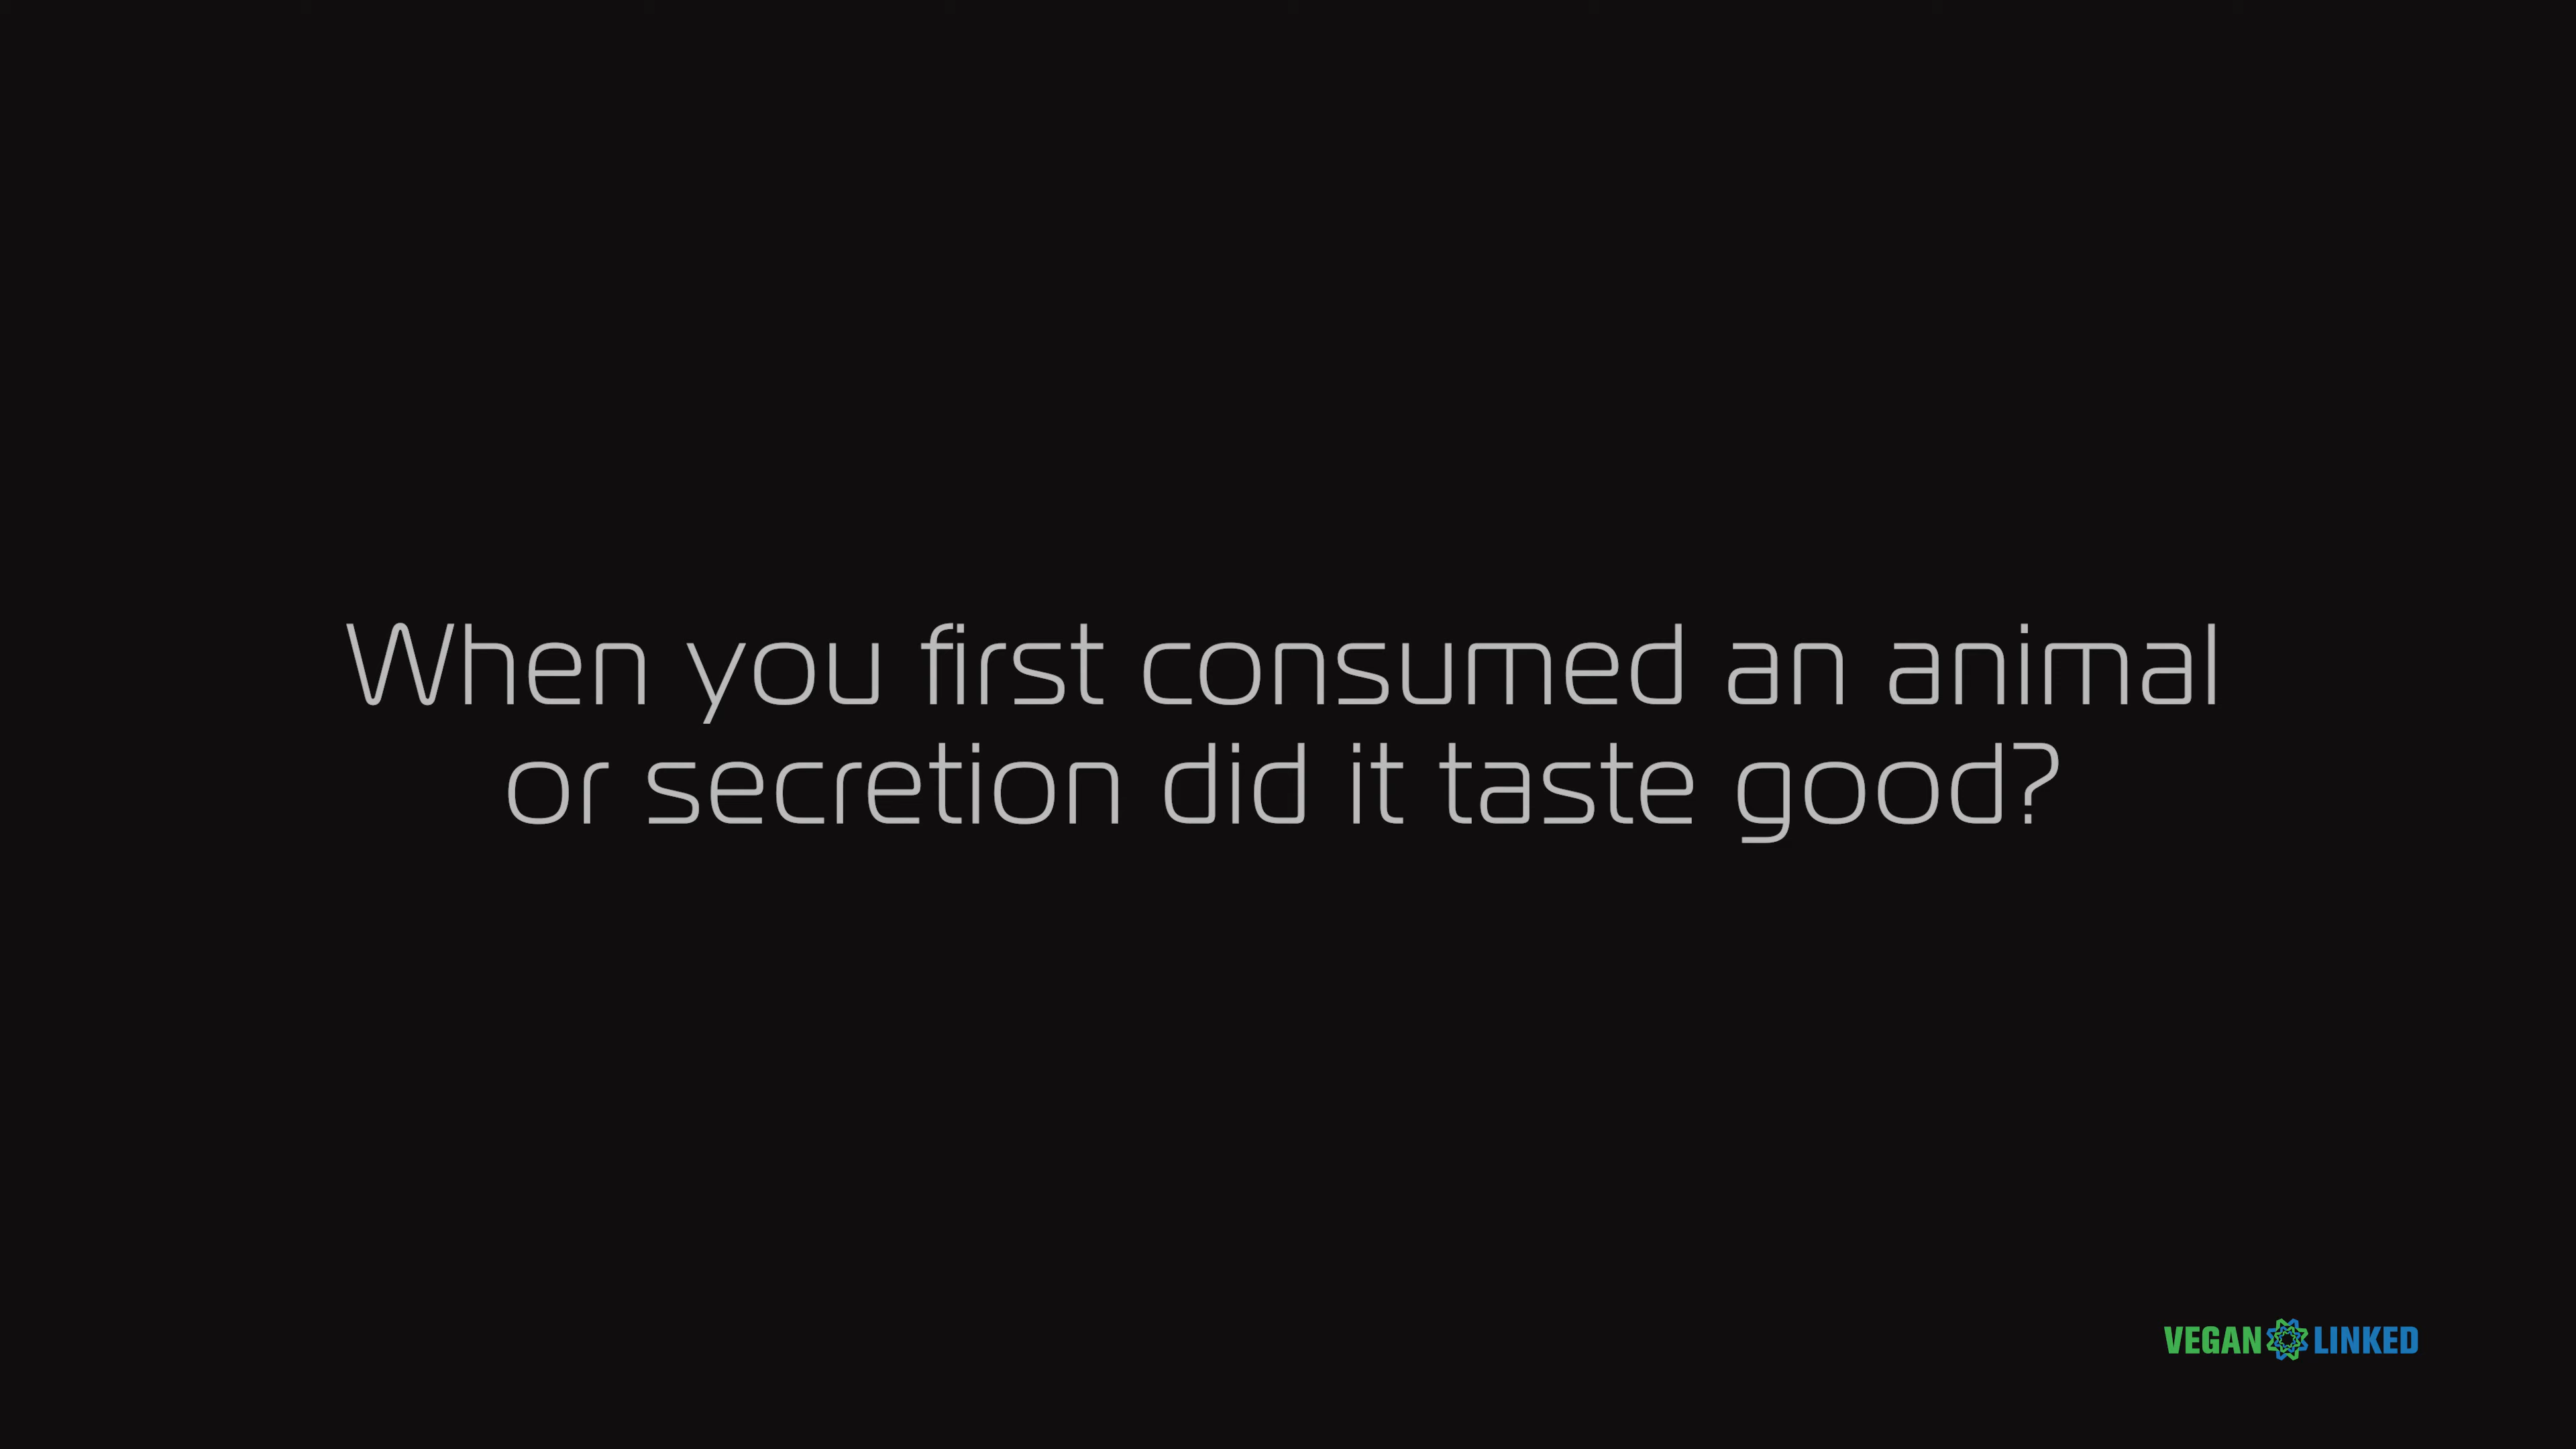 When you first consumed an animal
or secretion did it taste good?
VEGAN LINKED